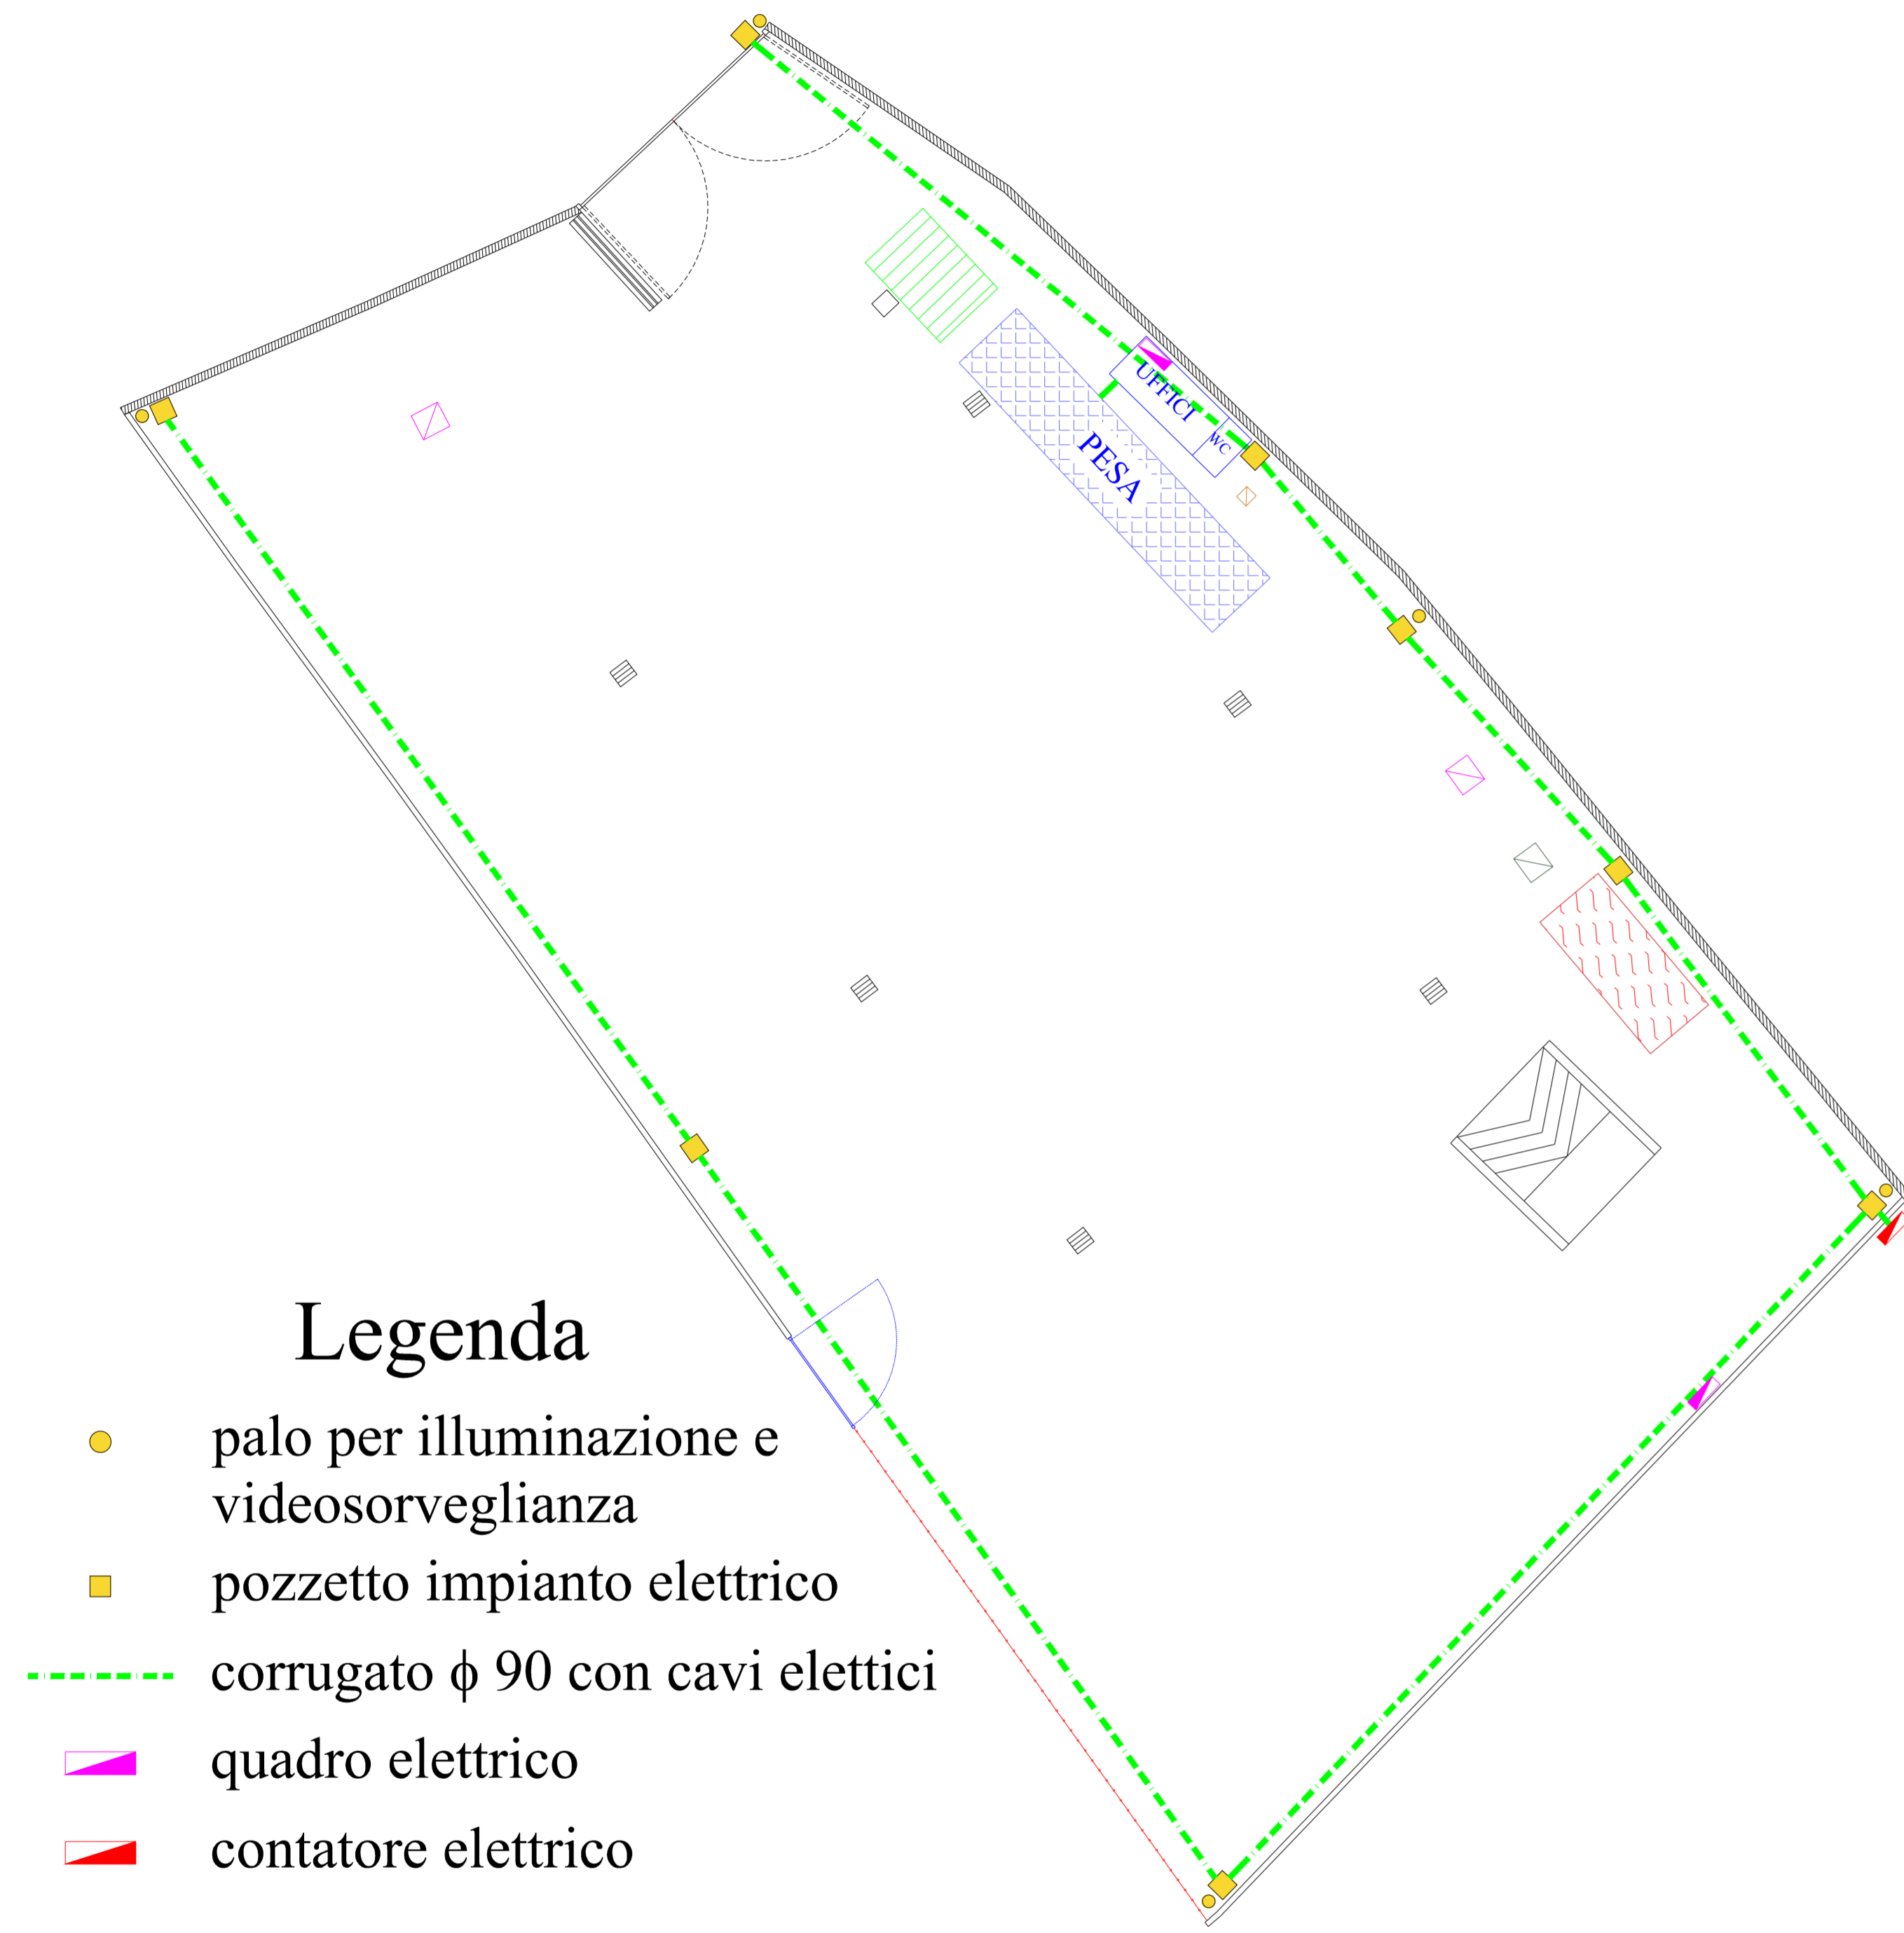 UFFICI
WC
PESA
Legenda
palo per illuminazione e
videosorveglianza
pozzetto impianto elettrico
corrugato ϕ 90 con cavi elettici
quadro elettrico
contatore elettrico